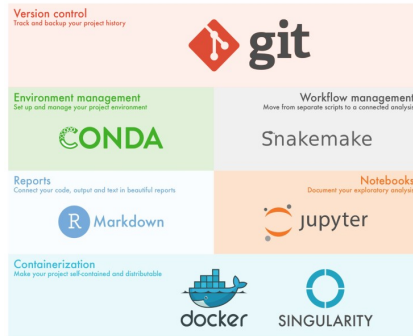 Version control
Track and backup your project history
git
Environment management
Set up and manage your project environment
CONDA
Workflow management
Move from separate scripts to a connected analysis
Snakemake
Reports
Connect your code, output and text in beautiful reports
R Markdown
Notebooks
Document your exploratory analysis
jupyter
Containerization
Make your project self-contained and distributable
docker
SINGULARITY